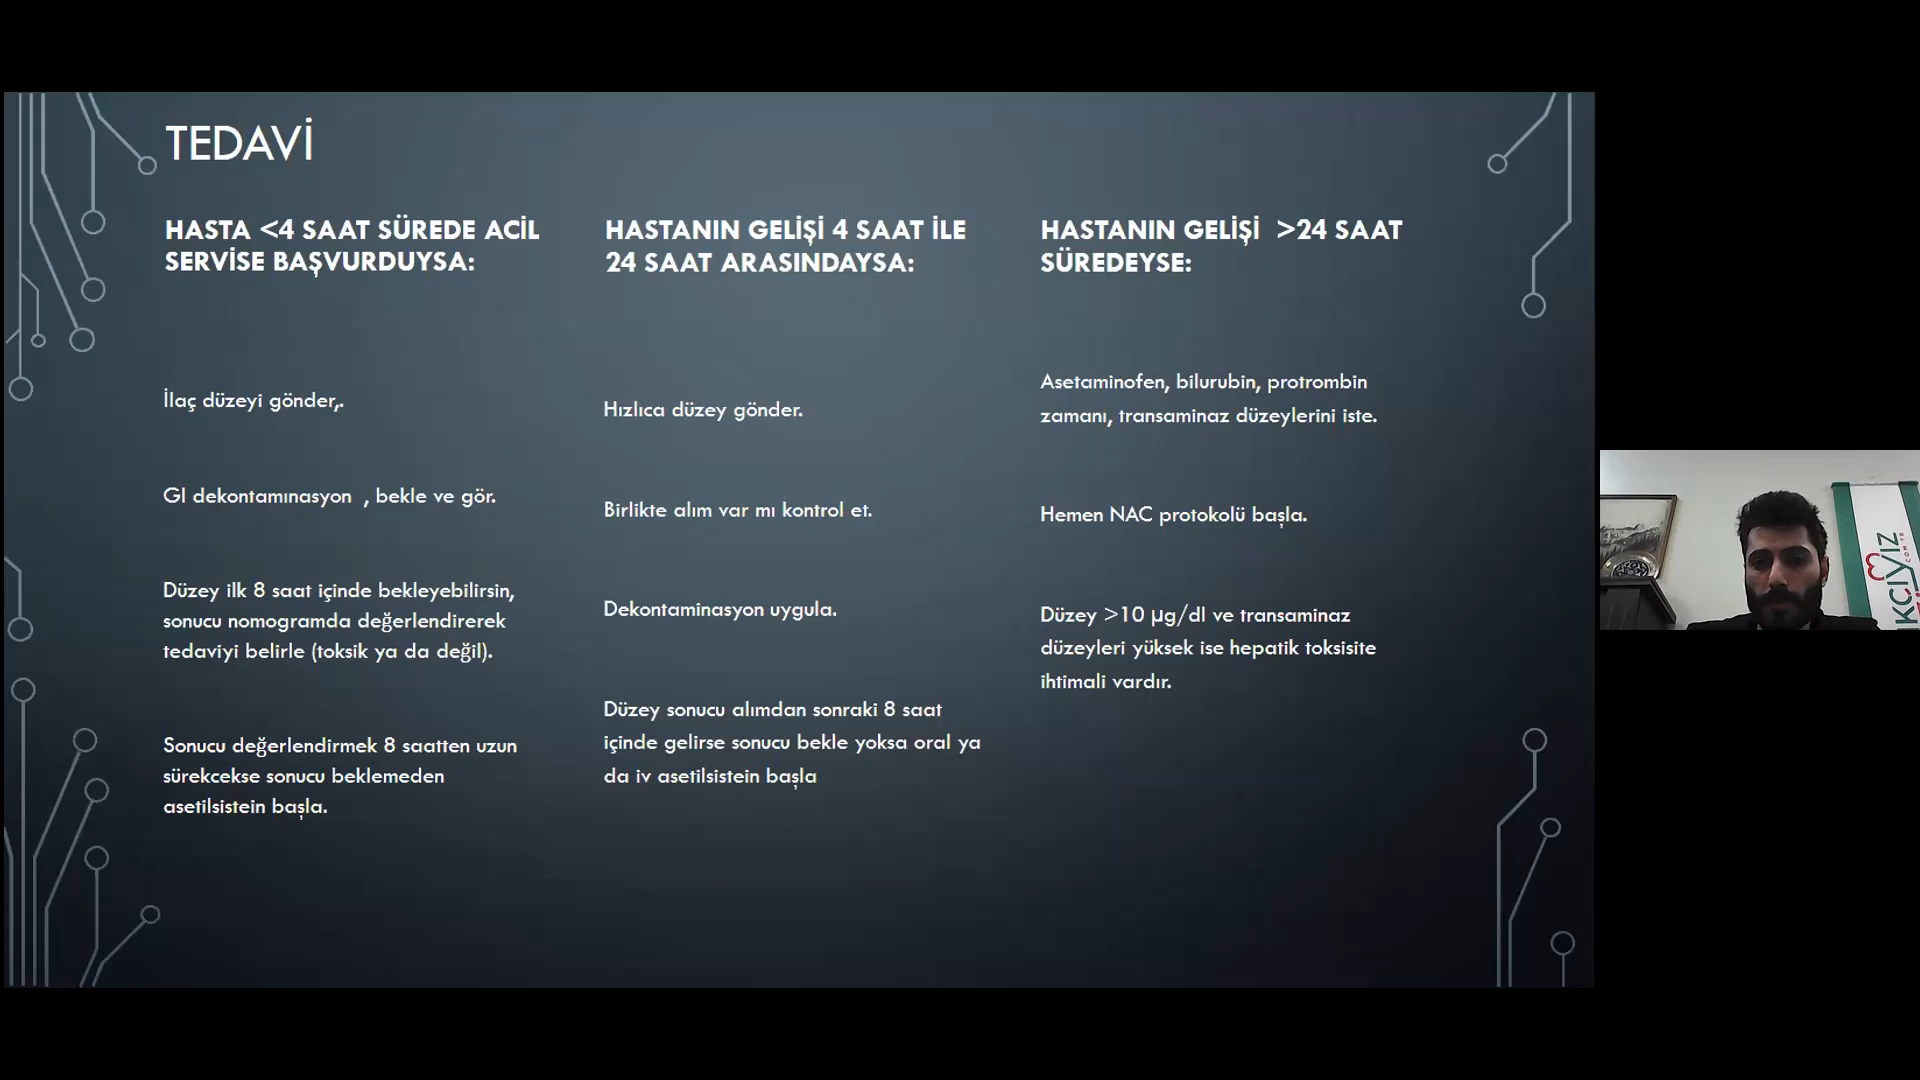 TEDAVİ
HASTA <4 SAAT SÜREDE ACİL
SERVİSE BAŞVURDUYSA:
İlaç düzeyi gönder,.
GI dekontamınasyon , bekle ve gör.
Düzey ilk 8 saat içinde bekleyebilirsin,
sonucu nomogramda değerlendirerek
tedaviyi belirle (toksik ya da değil).
Sonucu değerlendirmek 8 saatten uzun
sürekcekse sonucu beklemeden
asetilsistein başla.
HASTANIN GELİŞİ 4 SAAT İLE
24 SAAT ARASINDAYSA:
Hızlıca düzey gönder.
Birlikte alım var mı kontrol et.
Dekontaminasyon uygula.
Düzey sonucu alımdan sonraki 8 saat
içinde gelirse sonucu bekle yoksa oral ya
da iv asetilsistein başla
HASTANIN GELİŞİ >24 SAAT
SÜREDEYSE:
Asetaminofen, bilurubin, protrombin
zamanı, transaminaz düzeylerini iste.
Hemen NAC protokolü başla.
Düzey >10 µg/dl ve transaminaz
düzeyleri yüksek ise hepatik toksisite
ihtimali vardır.
KÇIYIZ
COM.TR